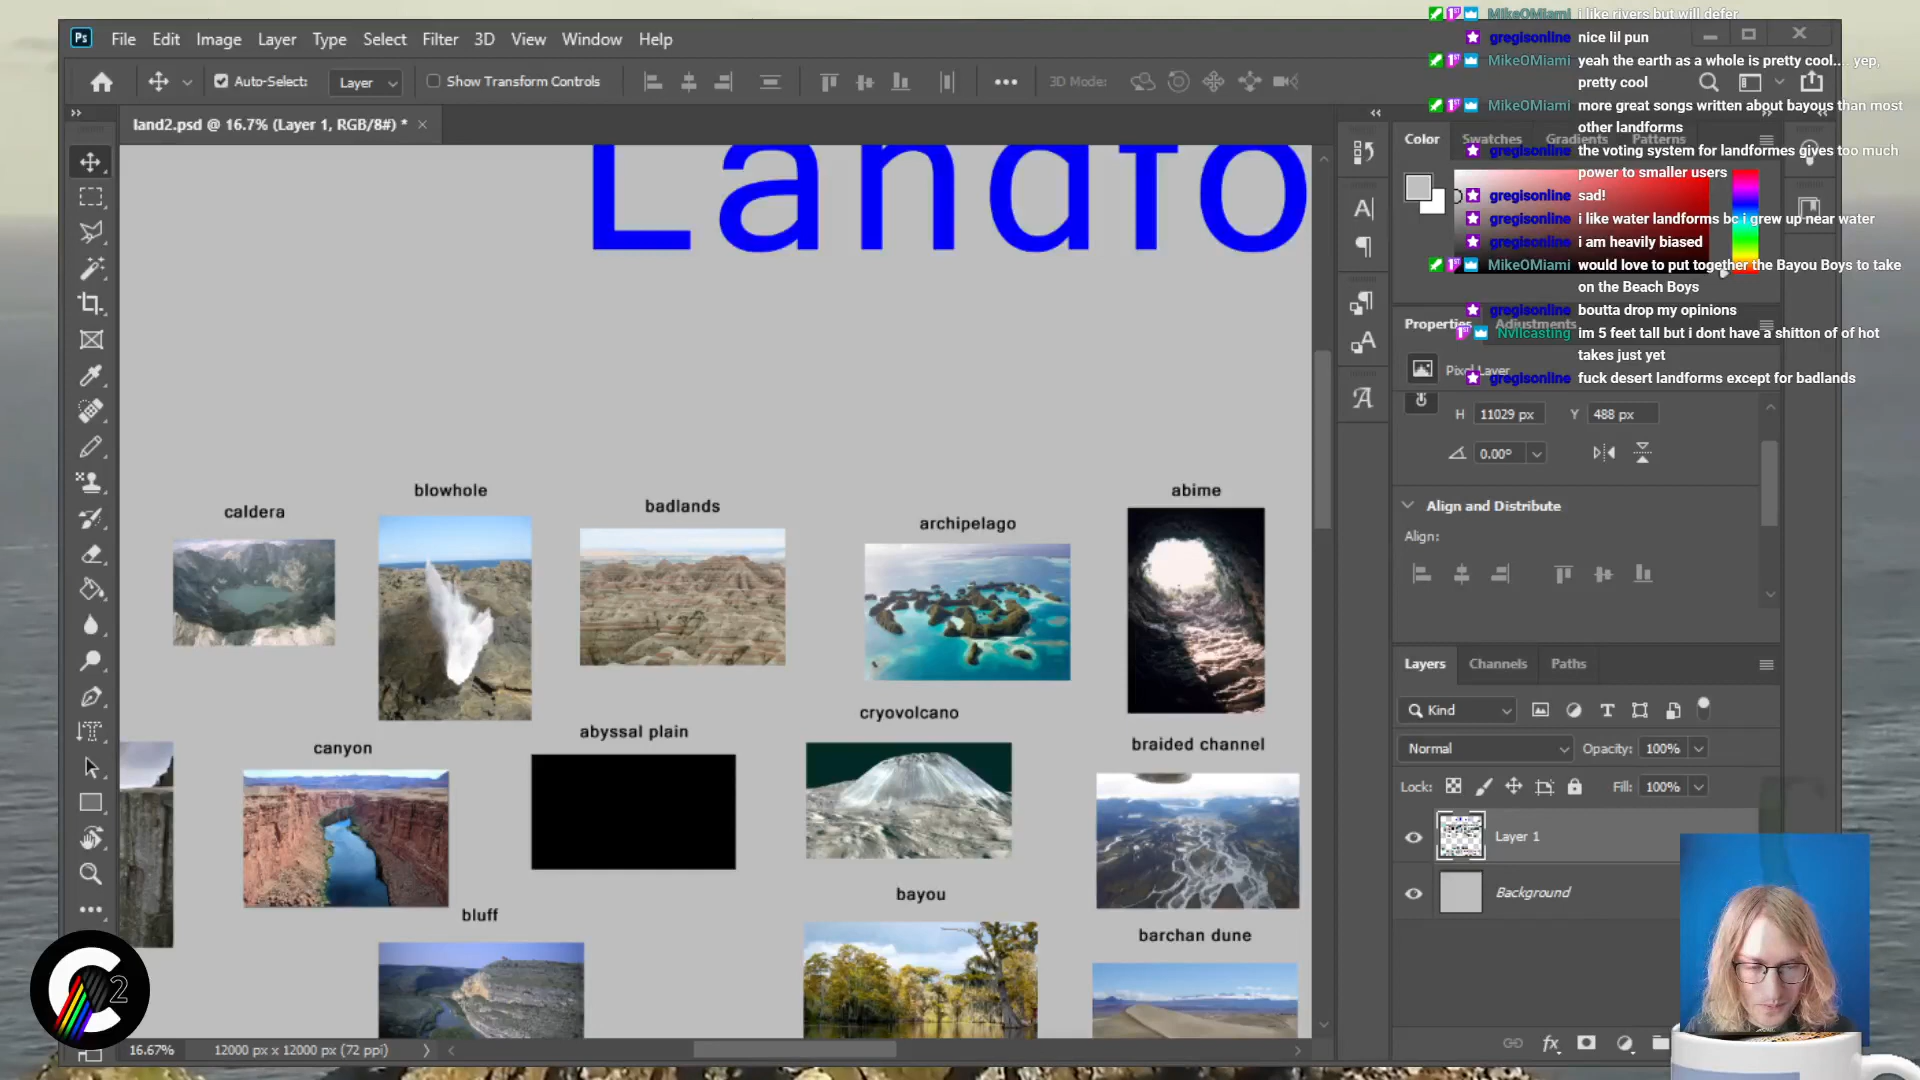 Ps File Edit Image Layer Type Select Filter 3D View Window Help
Auto-Select: Layer Show Transform Controls 3D Mode:
land2.psd @ 16.7% (Layer 1, RGB/8#) *
Landfo
caldera
blowhole
badlands
archipelago
abime
canyon
abyssal plain
cryovolcano
braided channel
bluff
bayou
barchan dune
16.67% 12000 px x 12000 px (72 ppi)
C2
MikeOMiami i like rivers but will defer
gregisonline nice lil pun
MikeOMiami yeah the earth as a whole is pretty cool... yep,
pretty cool
MikeOMiami more great songs written about bayous than most
other landforms
gregisonline the voting system for landformes gives too much
power to smaller users
gregisonline sad!
gregisonline i like water landforms bc i grew up near water
gregisonline i am heavily biased
MikeOMiami would love to put together the Bayou Boys to take
on the Beach Boys
gregisonline boutta drop my opinions
Nvllcasting im 5 feet tall but i dont have a shitton of of hot
takes just yet
gregisonline fuck desert landforms except for badlands
Color Swatches Gradients Patterns
Properties Adjustments
Pixel Layer
H 11029 px Y 488 px
0.00°
Align and Distribute
Align:
Layers Channels Paths
Kind
Normal Opacity: 100%
Lock: Fill: 100%
Layer 1
Background
fx